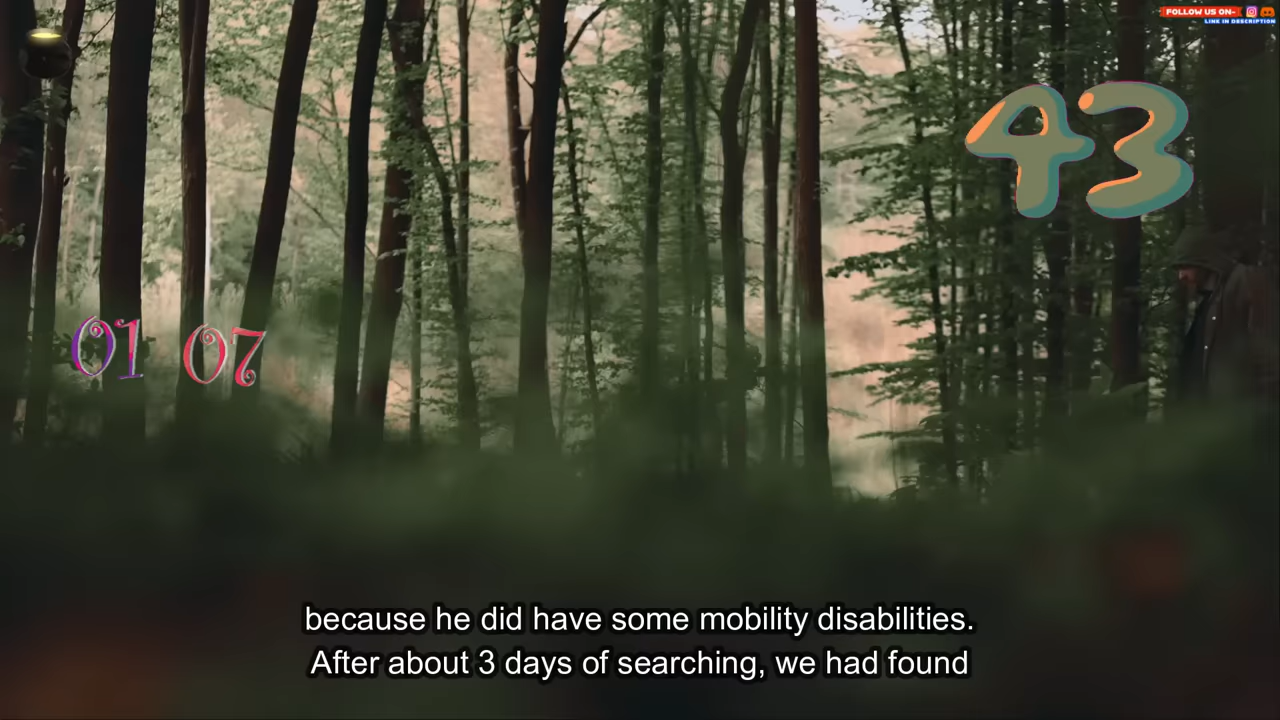 FOLLOW US ON-
LINK IN DESCRIPTION
43
01 07
because he did have some mobility disabilities.
After about 3 days of searching, we had found